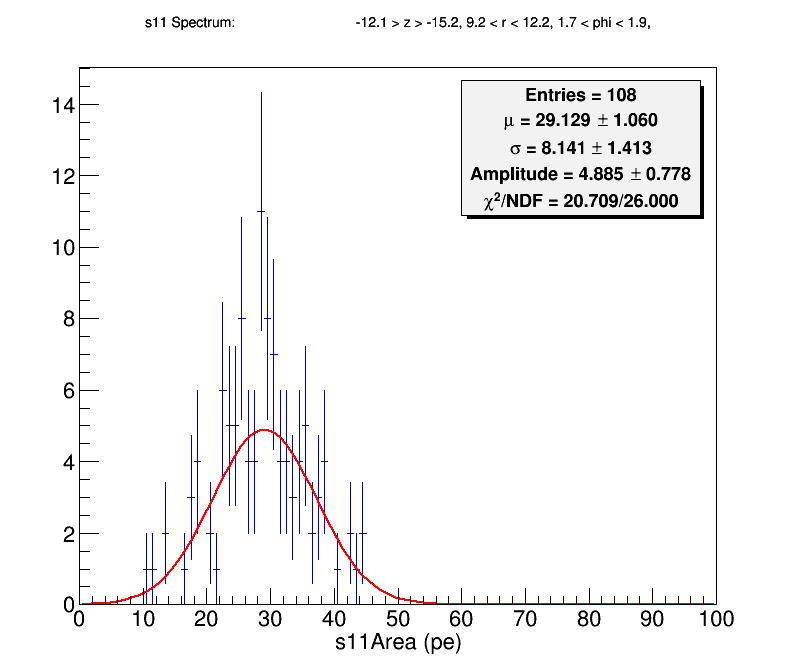 s11 Spectrum: -12.1 > z > -15.2, 9.2 < r < 12.2, 1.7 < phi < 1.9,
Entries = 108
μ = 29.129 ± 1.060
σ = 8.141 ± 1.413
Amplitude = 4.885 ± 0.778
χ²/NDF = 20.709/26.000
14
12
10
8
6
4
2
0
0 10 20 30 40 50 60 70 80 90 100
s11Area (pe)